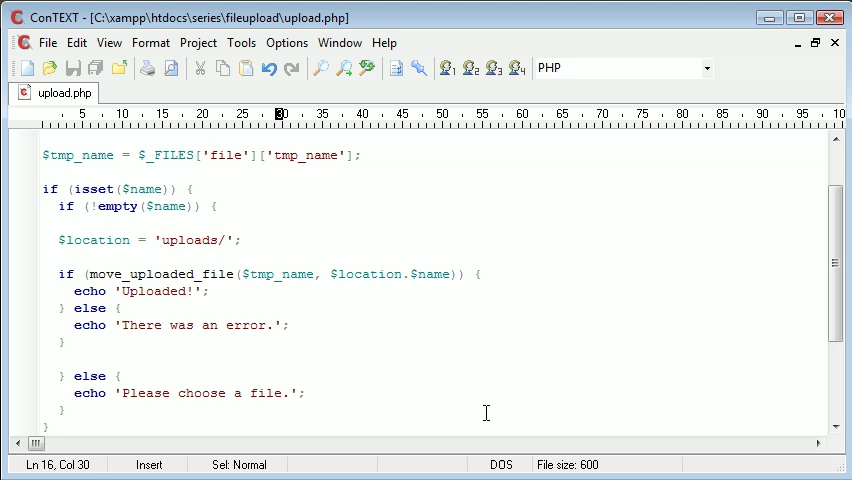 ConTEXT - [C:\xampp\htdocs\series\fileupload\upload.php]
File Edit View Format Project Tools Options Window Help
1 2 3 4 PHP
upload.php
5 10 15 20 25 30 35 40 45 50 55 60 65 70 75 80 85 90 95 10
$tmp_name = $_FILES['file']['tmp_name'];
if (isset($name)) {
if (!empty($name)) {
$location = 'uploads/';
if (move_uploaded_file($tmp_name, $location.$name)) {
echo 'Uploaded!';
} else {
echo 'There was an error.';
}
} else {
echo 'Please choose a file.';
}
}
Ln 16, Col 30 Insert Sel: Normal DOS File size: 600